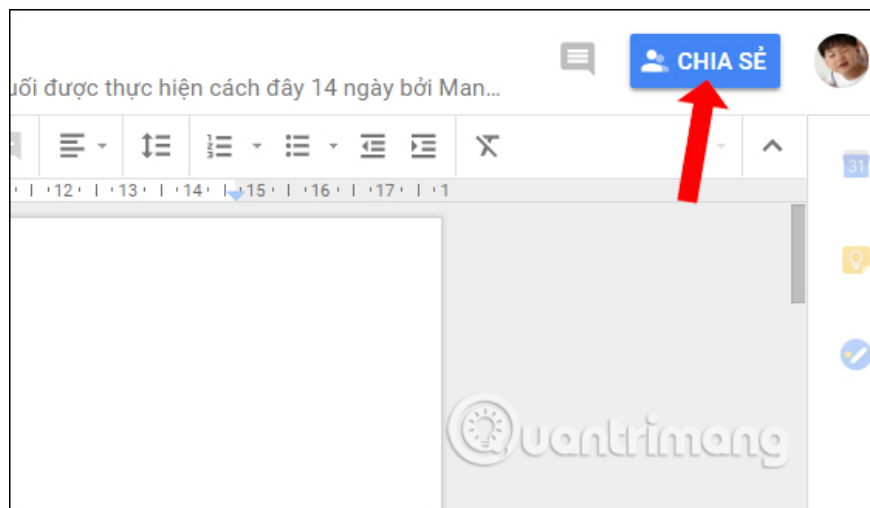 CHIA SẺ
uối được thực hiện cách đây 14 ngày bởi Man...
12 13 14 15 16 17 1
31
Quantrimang